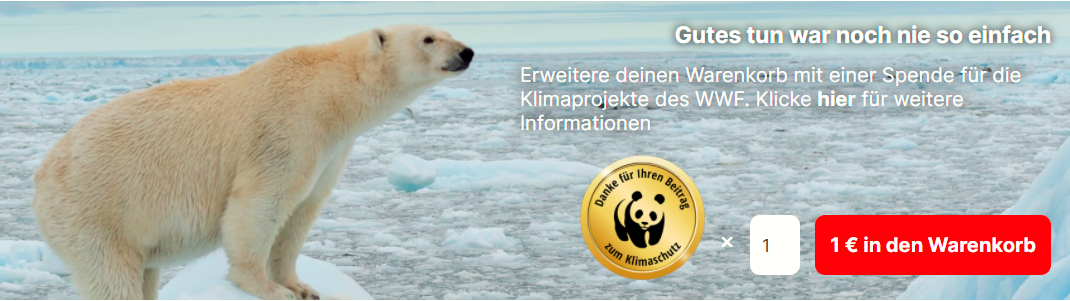 Gutes tun war noch nie so einfach
Erweitere deinen Warenkorb mit einer Spende für die
Klimaprojekte des WWF. Klicke hier für weitere
Informationen
Danke für Ihren Beitrag
zum Klimaschutz
× 1 1 € in den Warenkorb